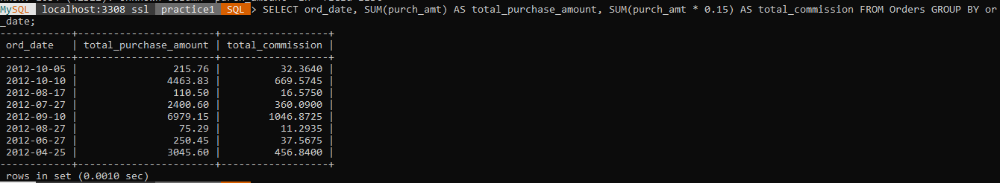 MySQL localhost:3308 ssl practice1 SQL > SELECT ord_date, SUM(purch_amt) AS total_purchase_amount, SUM(purch_amt * 0.15) AS total_commission FROM Orders GROUP BY or
_date;
-----------+-----------------------+------------------+
ord_date | total_purchase_amount | total_commission |
-----------+-----------------------+------------------+
2012-10-05 | 215.76 | 32.3640 |
2012-10-10 | 4463.83 | 669.5745 |
2012-08-17 | 110.50 | 16.5750 |
2012-07-27 | 2400.60 | 360.0900 |
2012-09-10 | 6979.15 | 1046.8725 |
2012-08-27 | 75.29 | 11.2935 |
2012-06-27 | 250.45 | 37.5675 |
2012-04-25 | 3045.60 | 456.8400 |
-----------+-----------------------+------------------+
rows in set (0.0010 sec)